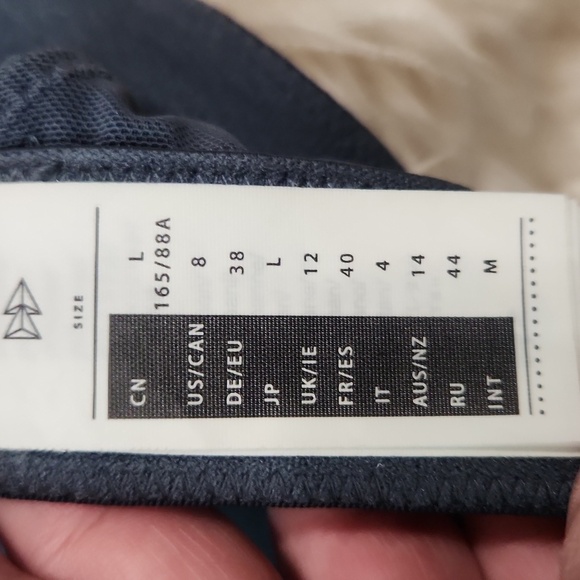 SIZE
CN L 165/88A
US/CAN 8
DE/EU 38
JP L
UK/IE 12
FR/ES 40
IT 4
AUS/NZ 14
RU 44
INT M